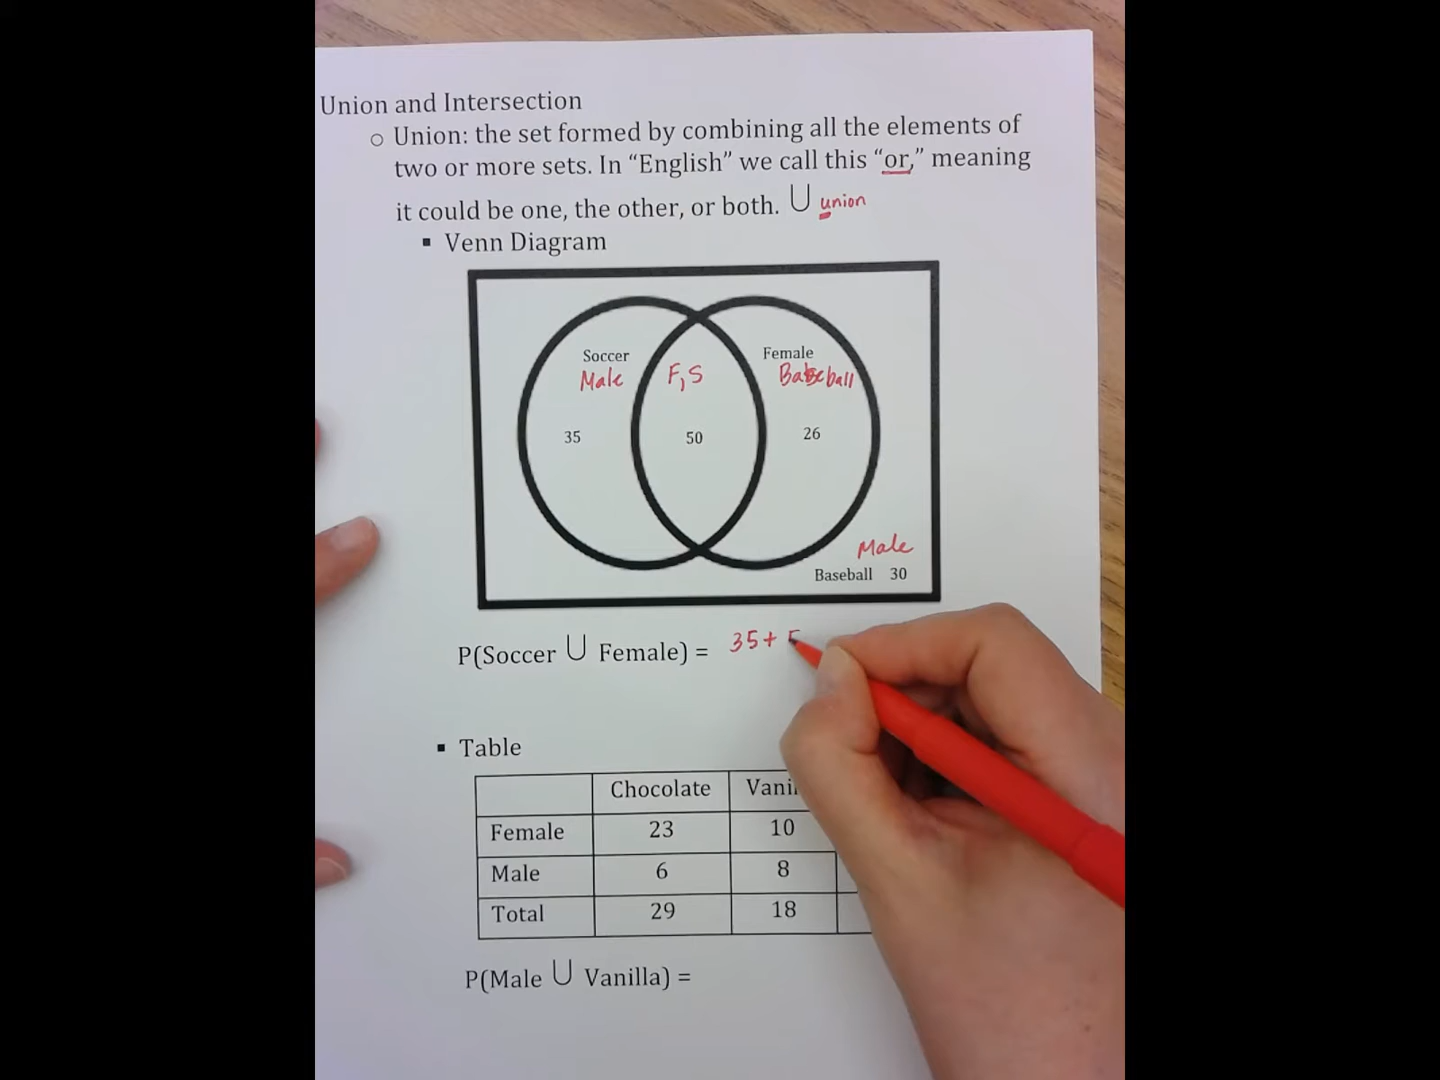 Union and Intersection
○ Union: the set formed by combining all the elements of
two or more sets. In “English” we call this “or,” meaning
it could be one, the other, or both. ∪ union
▪ Venn Diagram
Soccer Female
Male F,S Baseball
35 50 26
Male
Baseball 30
P(Soccer ∪ Female) = 35+ 5
▪ Table
Chocolate
Female 23 10
Male 6 8
Total 29 18
P(Male ∪ Vanilla) =